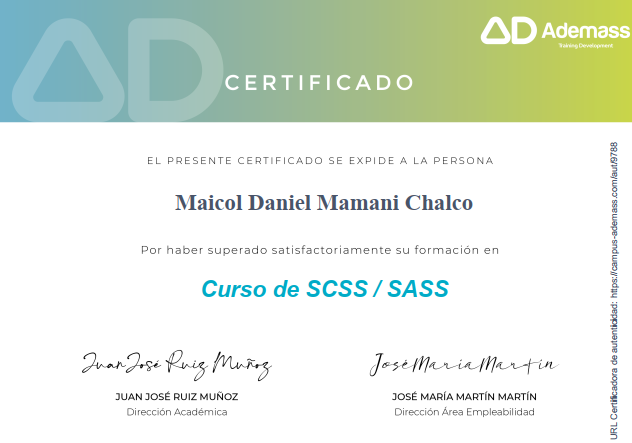 AD Ademass
Training Development
AD
CERTIFICADO
EL PRESENTE CERTIFICADO SE EXPIDE A LA PERSONA
Maicol Daniel Mamani Chalco
Por haber superado satisfactoriamente su formación en
Curso de SCSS / SASS
Juan José Ruiz Muñoz
José María Martín
JUAN JOSÉ RUIZ MUÑOZ
JOSÉ MARÍA MARTÍN MARTÍN
Dirección Académica
Dirección Área Empleabilidad
URL Certificadora de autenticidad: https://campus-ademass.com/aut/9788